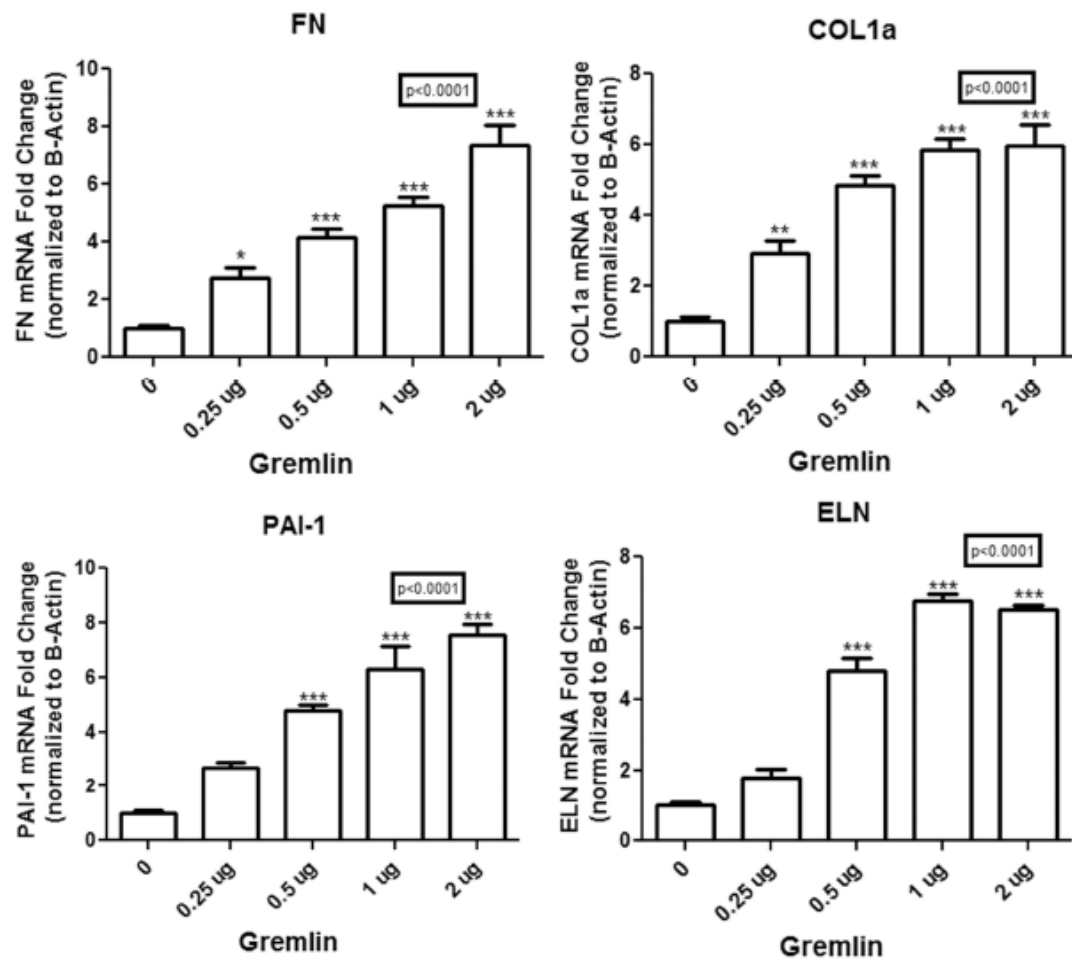 FN
FN mRNA Fold Change
(normalized to B-Actin)
10
8
6
4
2
0
p<0.0001
*
***
***
***
0
0.25 ug
0.5 ug
1 ug
2 ug
Gremlin
COL1a
COL1a mRNA Fold Change
(normalized to B-Actin)
8
6
4
2
0
p<0.0001
**
***
***
***
0
0.25 ug
0.5 ug
1 ug
2 ug
Gremlin
PAI-1
PAI-1 mRNA Fold Change
(normalized to B-Actin)
10
8
6
4
2
0
p<0.0001
***
***
***
0
0.25 ug
0.5 ug
1 ug
2 ug
Gremlin
ELN
ELN mRNA Fold Change
(normalized to B-Actin)
8
6
4
2
0
p<0.0001
***
***
***
0
0.25 ug
0.5 ug
1 ug
2 ug
Gremlin